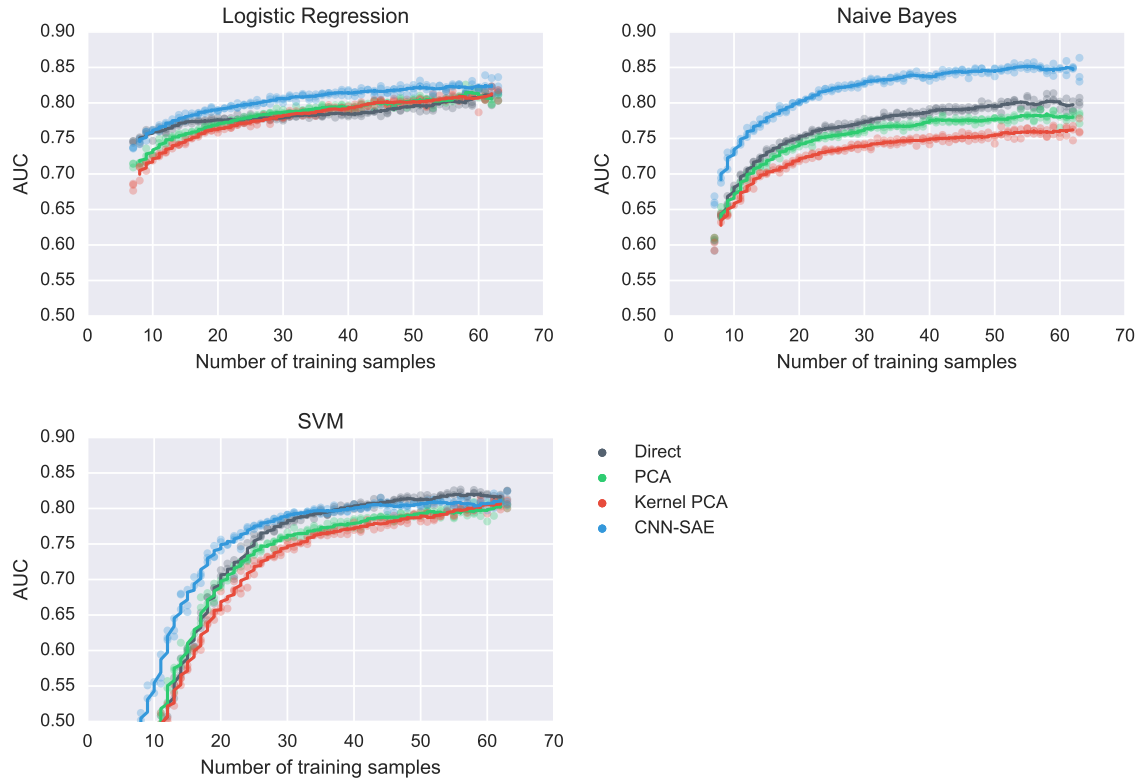 Logistic Regression
0.90
0.85
0.80
0.75
0.70
0.65
0.60
0.55
0.50
AUC
0 10 20 30 40 50 60 70
Number of training samples
Naive Bayes
0.90
0.85
0.80
0.75
0.70
0.65
0.60
0.55
0.50
AUC
0 10 20 30 40 50 60 70
Number of training samples
SVM
0.90
0.85
0.80
0.75
0.70
0.65
0.60
0.55
0.50
AUC
0 10 20 30 40 50 60 70
Number of training samples
Direct
PCA
Kernel PCA
CNN-SAE